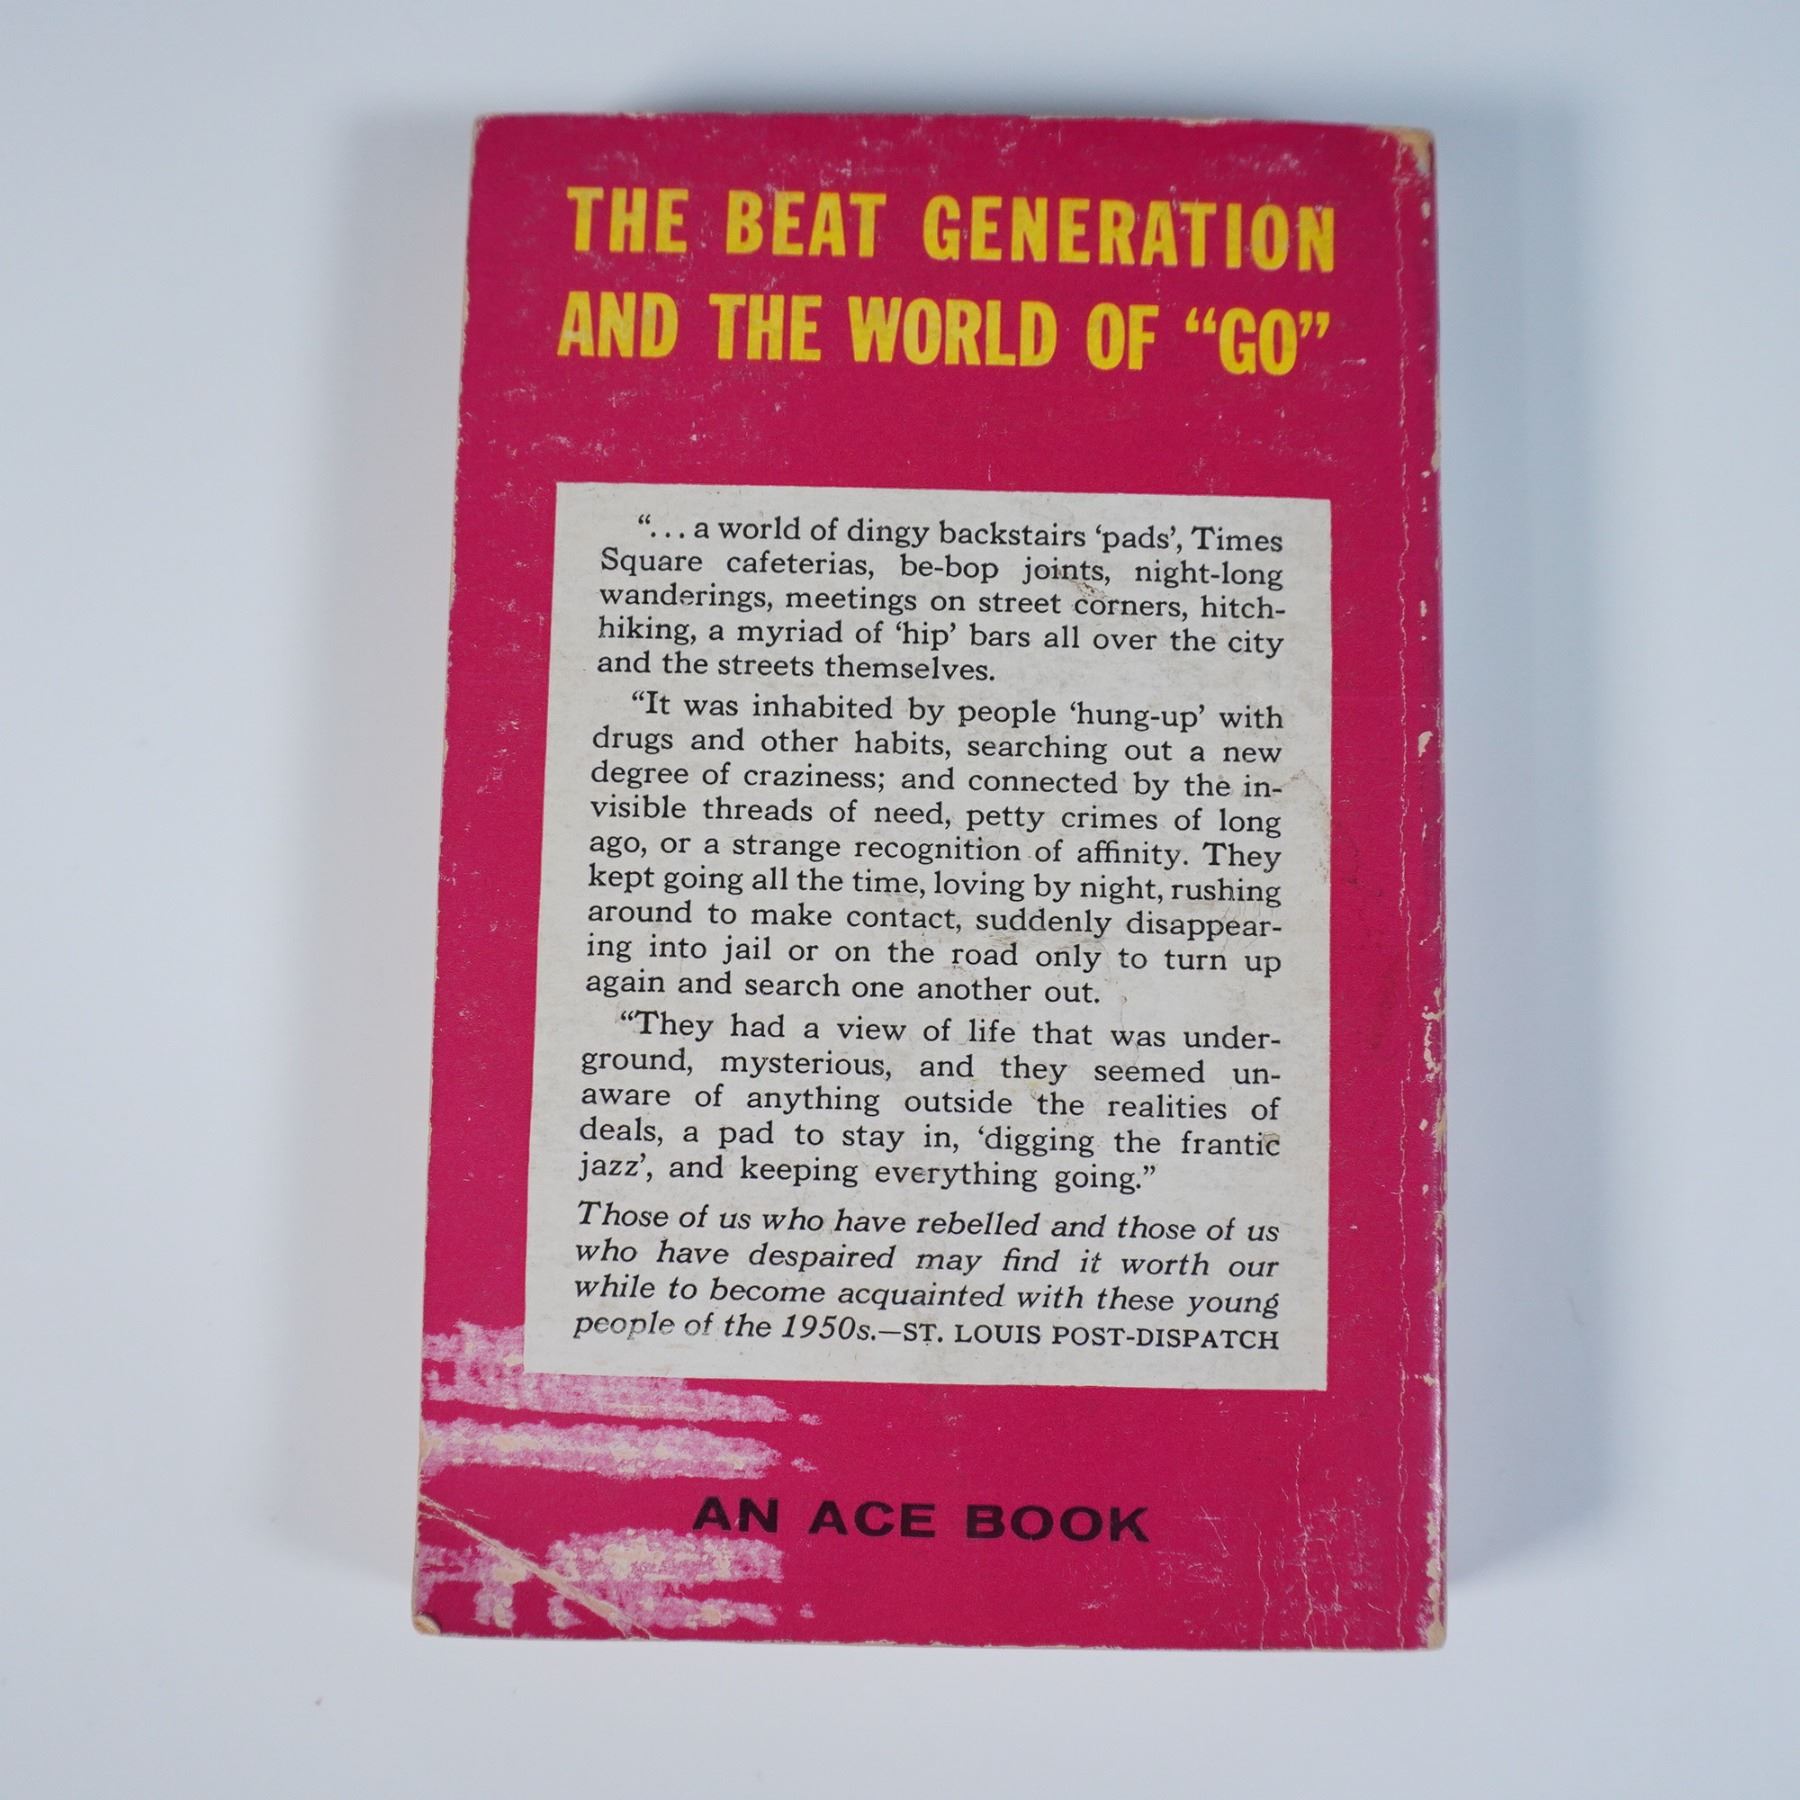 THE BEAT GENERATION
AND THE WORLD OF “GO”
“... a world of dingy backstairs ‘pads’, Times
Square cafeterias, be-bop joints, night-long
wanderings, meetings on street corners, hitch-
hiking, a myriad of ‘hip’ bars all over the city
and the streets themselves.
“It was inhabited by people ‘hung-up’ with
drugs and other habits, searching out a new
degree of craziness; and connected by the in-
visible threads of need, petty crimes of long
ago, or a strange recognition of affinity. They
kept going all the time, loving by night, rushing
around to make contact, suddenly disappear-
ing into jail or on the road only to turn up
again and search one another out.
“They had a view of life that was under-
ground, mysterious, and they seemed un-
aware of anything outside the realities of
deals, a pad to stay in, ‘digging the frantic
jazz’, and keeping everything going.”
Those of us who have rebelled and those of us
who have despaired may find it worth our
while to become acquainted with these young
people of the 1950s.—ST. LOUIS POST-DISPATCH
AN ACE BOOK